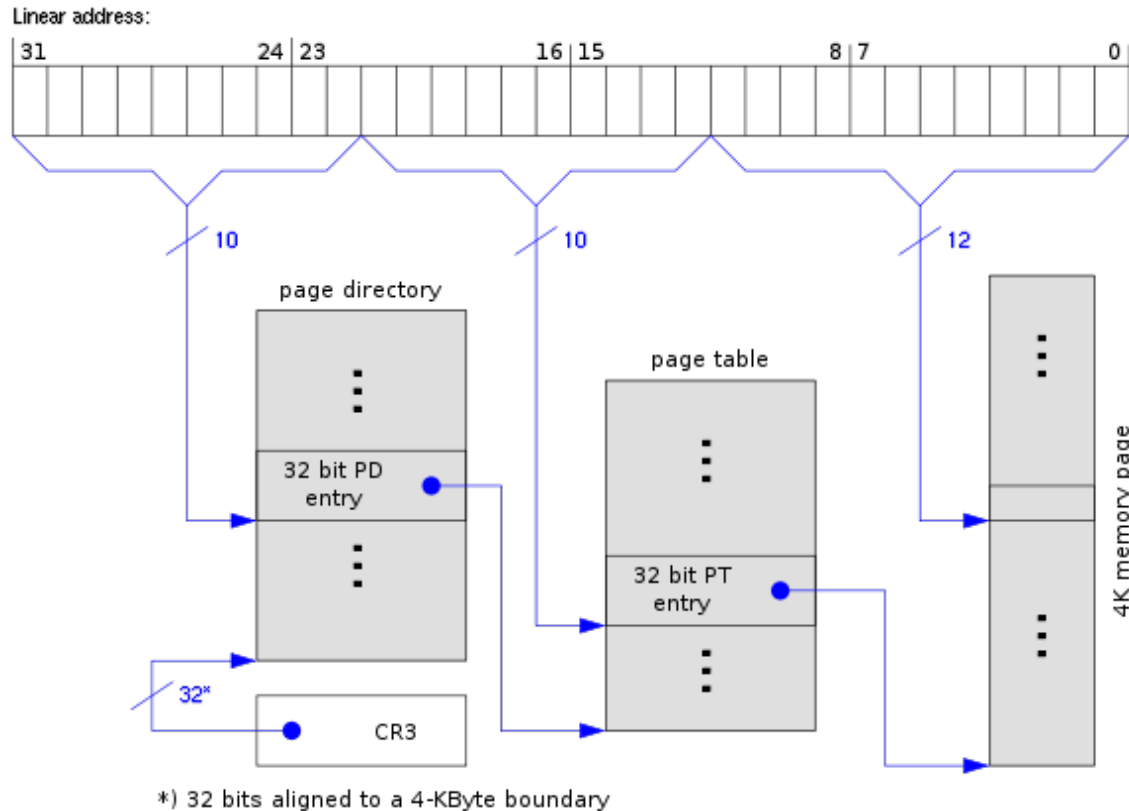 Linear address:
31 24 23 16 15 8 7 0
10 10 12
page directory
page table
32 bit PD
entry
32 bit PT
entry
4K memory page
32*
CR3
*) 32 bits aligned to a 4-KByte boundary